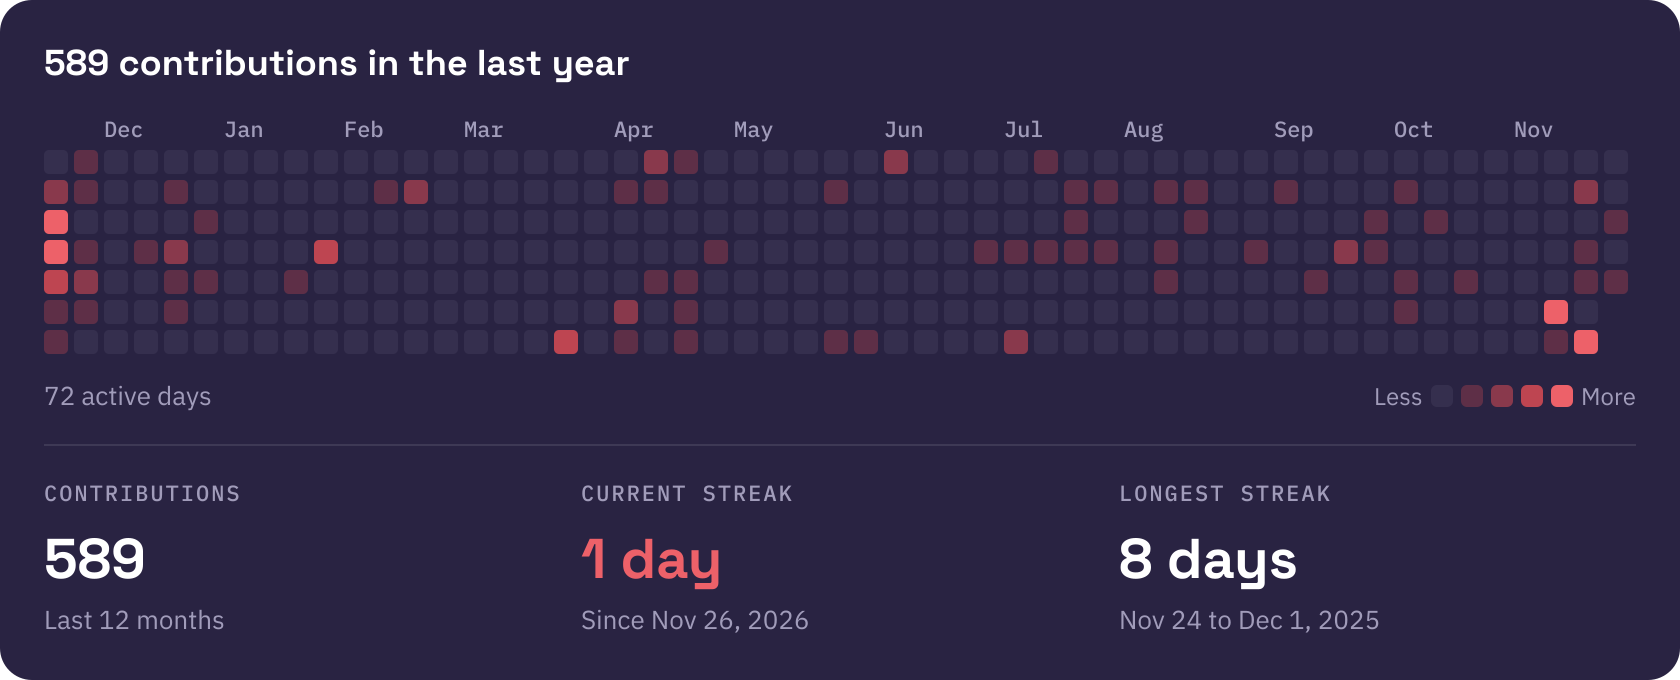 589 contributions in the last year
Dec Jan Feb Mar Apr May Jun Jul Aug Sep Oct Nov
72 active days
Less More
CONTRIBUTIONS CURRENT STREAK LONGEST STREAK
589 1 day 8 days
Last 12 months Since Nov 26, 2026 Nov 24 to Dec 1, 2025